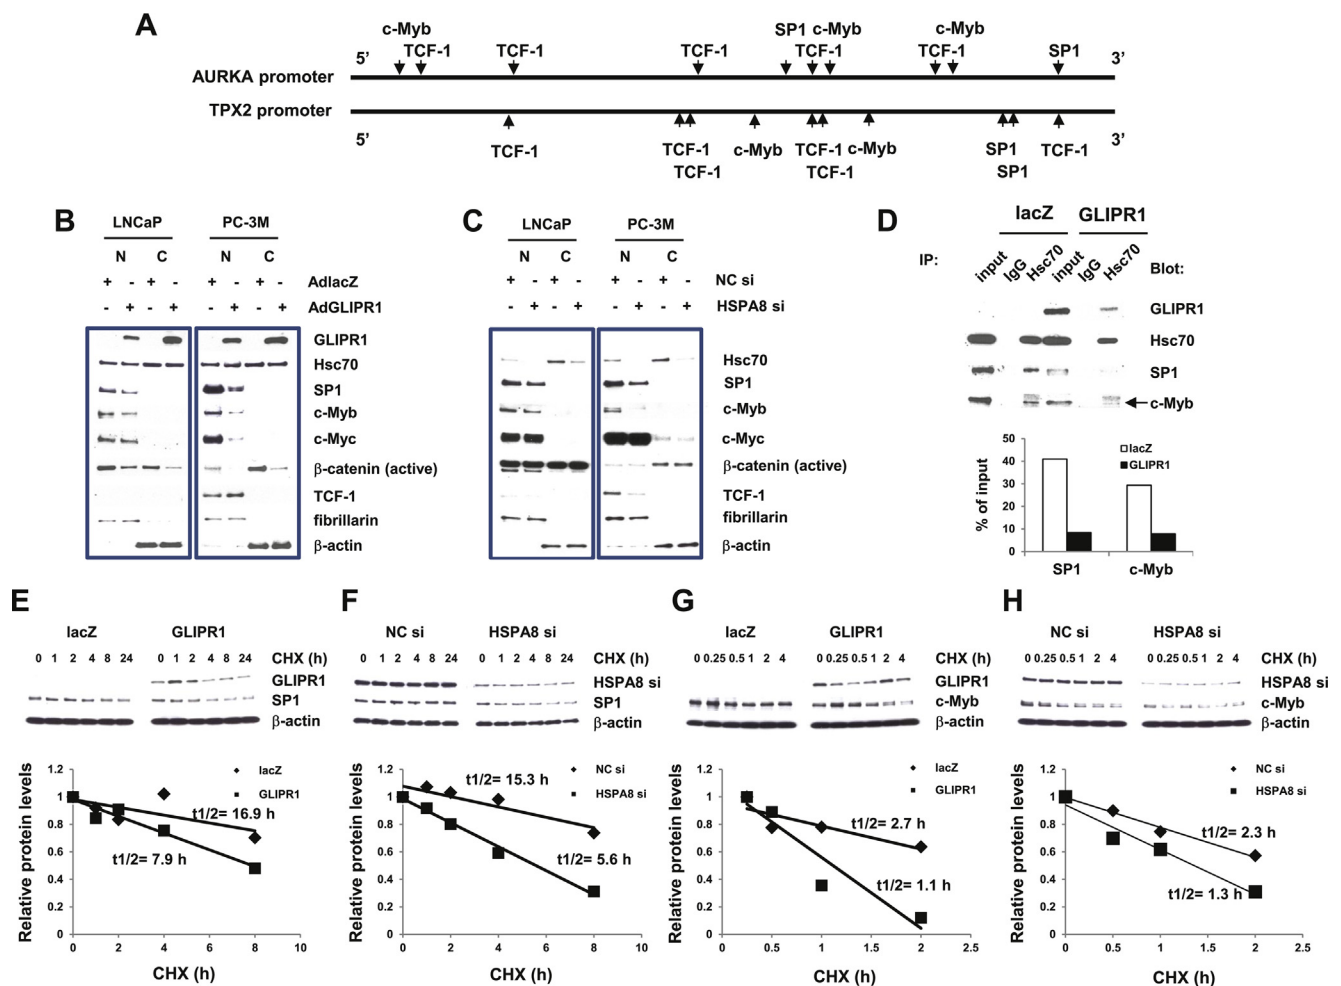 A
c-Myb SP1 c-Myb c-Myb
5' TCF-1 TCF-1 TCF-1 TCF-1 TCF-1 SP1 3'
AURKA promoter
TPX2 promoter
5' TCF-1 TCF-1 c-Myb TCF-1 c-Myb SP1 TCF-1 3'
TCF-1 TCF-1 SP1
B
LNCaP PC-3M
N C N C
+ - + - + - + - AdlacZ
- + - + - + - + AdGLIPR1
GLIPR1
Hsc70
SP1
c-Myb
c-Myc
β-catenin (active)
TCF-1
fibrillarin
β-actin
C
LNCaP PC-3M
N C N C
+ - + - + - + - NC si
- + - + - + - + HSPA8 si
Hsc70
SP1
c-Myb
c-Myc
β-catenin (active)
TCF-1
fibrillarin
β-actin
D
lacZ GLIPR1
IP: input IgG Hsc70 input IgG Hsc70 Blot:
GLIPR1
Hsc70
SP1
c-Myb
% of input
50
40
30
20
10
0
lacZ
GLIPR1
SP1 c-Myb
E
lacZ GLIPR1
0 1 2 4 8 24 0 1 2 4 8 24 CHX (h)
GLIPR1
SP1
β-actin
Relative protein levels
1.2
1
0.8
0.6
0.4
0.2
0
lacZ
GLIPR1
t1/2= 16.9 h
t1/2= 7.9 h
0 2 4 6 8 10
CHX (h)
F
NC si HSPA8 si
0 1 2 4 8 24 0 1 2 4 8 24 CHX (h)
HSPA8 si
SP1
β-actin
Relative protein levels
1.2
1
0.8
0.6
0.4
0.2
0
NC si
HSPA8 si
t1/2= 15.3 h
t1/2= 5.6 h
0 2 4 6 8 10
CHX (h)
G
lacZ GLIPR1
0 0.25 0.5 1 2 4 0 0.25 0.5 1 2 4 CHX (h)
GLIPR1
c-Myb
β-actin
Relative protein levels
1.2
1
0.8
0.6
0.4
0.2
0
lacZ
GLIPR1
t1/2= 2.7 h
t1/2= 1.1 h
0 0.5 1 1.5 2 2.5
CHX (h)
H
NC si HSPA8 si
0 0.25 0.5 1 2 4 0 0.25 0.5 1 2 4 CHX (h)
HSPA8 si
c-Myb
β-actin
Relative protein levels
1.2
1
0.8
0.6
0.4
0.2
0
NC si
HSPA8 si
t1/2= 2.3 h
t1/2= 1.3 h
0 0.5 1 1.5 2 2.5
CHX (h)